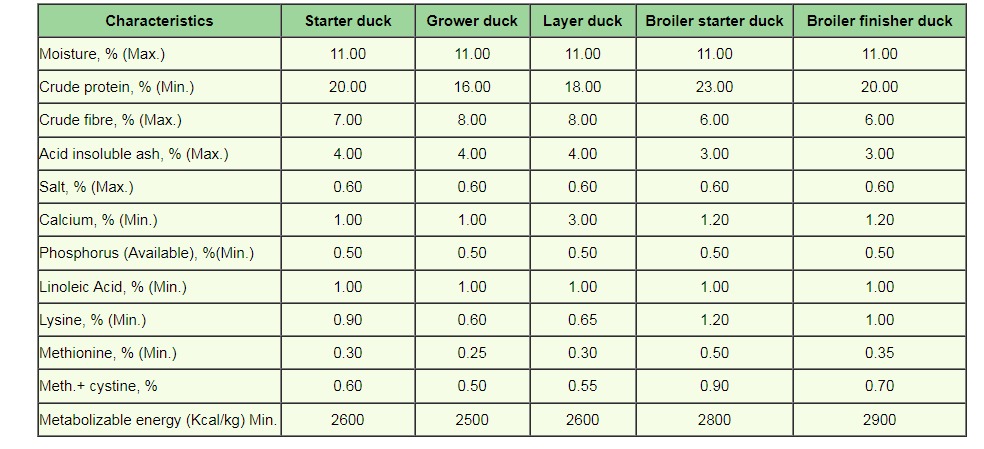 Characteristics Starter duck Grower duck Layer duck Broiler starter duck Broiler finisher duck
Moisture, % (Max.) 11.00 11.00 11.00 11.00 11.00
Crude protein, % (Min.) 20.00 16.00 18.00 23.00 20.00
Crude fibre, % (Max.) 7.00 8.00 8.00 6.00 6.00
Acid insoluble ash, % (Max.) 4.00 4.00 4.00 3.00 3.00
Salt, % (Max.) 0.60 0.60 0.60 0.60 0.60
Calcium, % (Min.) 1.00 1.00 3.00 1.20 1.20
Phosphorus (Available), %(Min.) 0.50 0.50 0.50 0.50 0.50
Linoleic Acid, % (Min.) 1.00 1.00 1.00 1.00 1.00
Lysine, % (Min.) 0.90 0.60 0.65 1.20 1.00
Methionine, % (Min.) 0.30 0.25 0.30 0.50 0.35
Meth.+ cystine, % 0.60 0.50 0.55 0.90 0.70
Metabolizable energy (Kcal/kg) Min. 2600 2500 2600 2800 2900